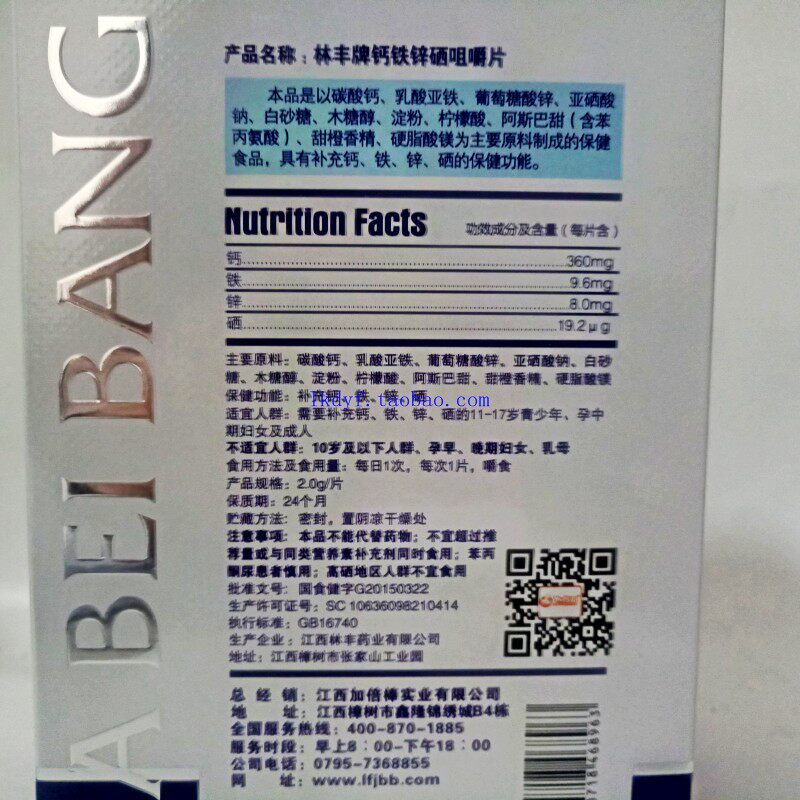 A BEI BANG
产品名称：林丰牌钙铁锌硒咀嚼片
本品是以碳酸钙、乳酸亚铁、葡萄糖酸锌、亚硒酸
钠、白砂糖、木糖醇、淀粉、柠檬酸、阿斯巴甜（含苯
丙氨酸）、甜橙香精、硬脂酸镁为主要原料制成的保健
食品，具有补充钙、铁、锌、硒的保健功能。
Nutrition Facts 功效成分及含量（每片含）
钙 360mg
铁 9.6mg
锌 8.0mg
硒 19.2μg
主要原料：碳酸钙、乳酸亚铁、葡萄糖酸锌、亚硒酸钠、白砂
糖、木糖醇、淀粉、柠檬酸、阿斯巴甜、甜橙香精、硬脂酸镁
保健功能：补充钙、铁、锌、硒
taobao.com
适宜人群：需要补充钙、铁、锌、硒的11-17岁青少年、孕中
期妇女及成人
不适宜人群：10岁及以下人群、孕早、晚期妇女、乳母
食用方法及食用量：每日1次，每次1片，嚼食
产品规格：2.0g/片
保质期：24个月
贮藏方法：密封，置阴凉干燥处
注意事项：本品不能代替药物；不宜超过推
荐量或与同类营养素补充剂同时食用；苯丙
酮尿患者慎用；高硒地区人群不宜食用
批准文号：国食健字G20150322
生产许可证号：SC 10636098210414
执行标准：GB16740
生产企业：江西林丰药业有限公司
地址：江西樟树市张家山工业园
总经销：江西加倍棒实业有限公司
地址：江西樟树市鑫隆锦绣城B4栋
全国服务热线：400-870-1885
服务时段：早上8：00-下午18：00
公司电话：0795-7368855
网址：www.lfjbb.com